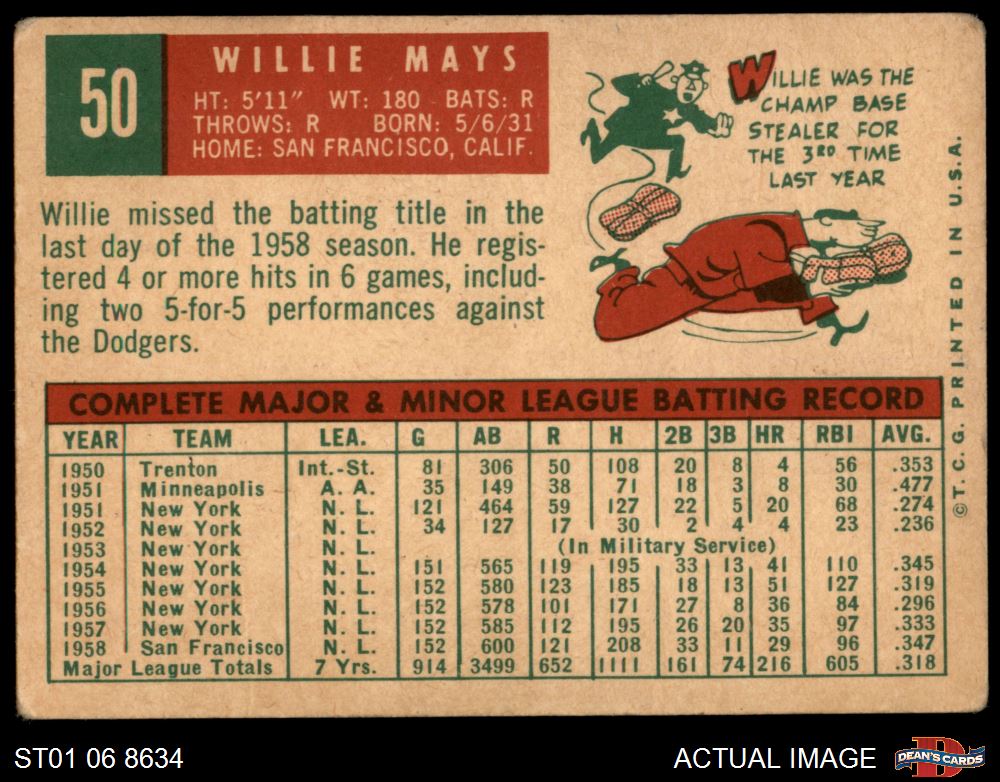 50
WILLIE MAYS
HT: 5'11" WT: 180 BATS: R
THROWS: R BORN: 5/6/31
HOME: SAN FRANCISCO, CALIF.
WILLIE WAS THE
CHAMP BASE
STEALER FOR
THE 3RD TIME
LAST YEAR
Willie missed the batting title in the
last day of the 1958 season. He regis-
tered 4 or more hits in 6 games, includ-
ing two 5-for-5 performances against
the Dodgers.
COMPLETE MAJOR & MINOR LEAGUE BATTING RECORD
YEAR TEAM LEA. G AB R H 2B 3B HR RBI AVG.
1950 Trenton Int.-St. 81 306 50 108 20 8 4 56 .353
1951 Minneapolis A. A. 35 149 38 71 18 3 8 30 .477
1951 New York N. L. 121 464 59 127 22 5 20 68 .274
1952 New York N. L. 34 127 17 30 2 4 4 23 .236
1953 New York N. L. (In Military Service)
1954 New York N. L. 151 565 119 195 33 13 41 110 .345
1955 New York N. L. 152 580 123 185 18 13 51 127 .319
1956 New York N. L. 152 578 101 171 27 8 36 84 .296
1957 New York N. L. 152 585 112 195 26 20 35 97 .333
1958 San Francisco N. L. 152 600 121 208 33 11 29 96 .347
Major League Totals 7 Yrs. 914 3499 652 1111 161 74 216 605 .318
©T. C. G. PRINTED IN U.S.A.
ST01 06 8634
ACTUAL IMAGE
D
DEAN'S CARDS